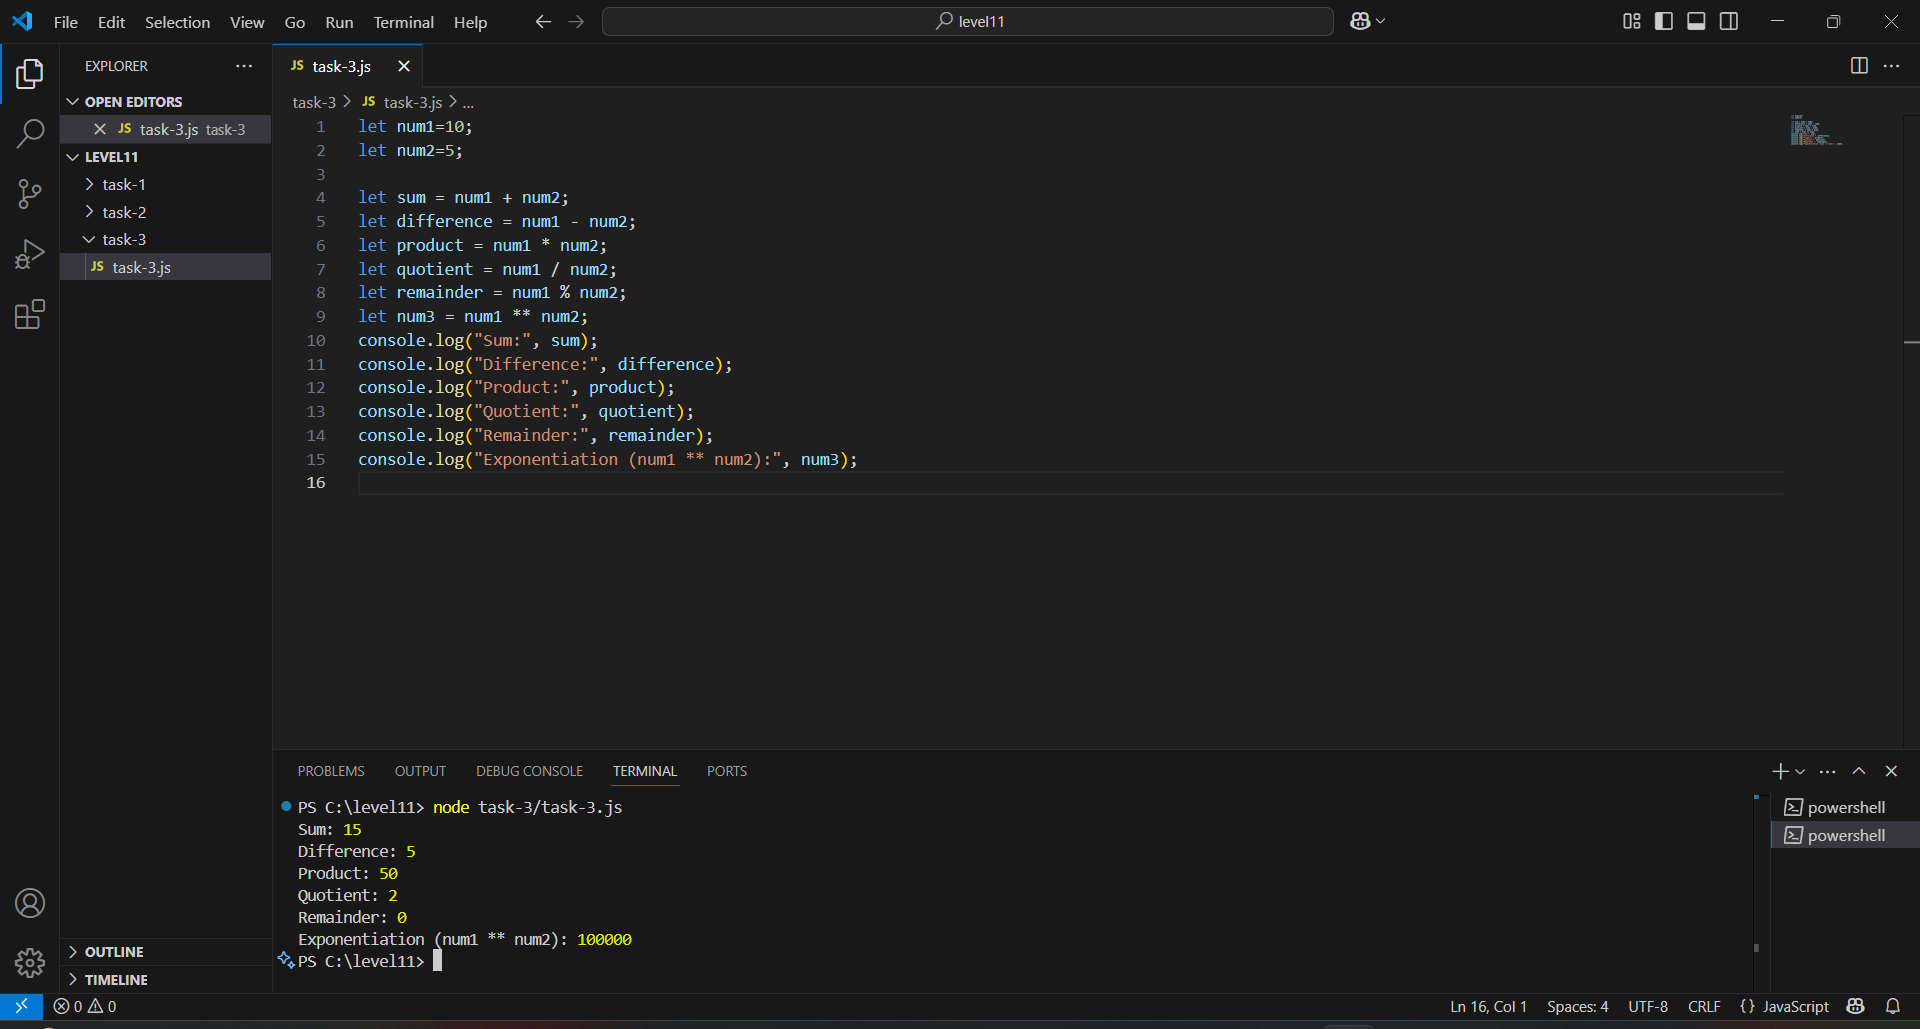 File Edit Selection View Go Run Terminal Help
level11
EXPLORER
OPEN EDITORS
JS task-3.js task-3
LEVEL11
task-1
task-2
task-3
JS task-3.js
OUTLINE
TIMELINE
JS task-3.js
task-3 > JS task-3.js > ...
1 let num1=10;
2 let num2=5;
3
4 let sum = num1 + num2;
5 let difference = num1 - num2;
6 let product = num1 * num2;
7 let quotient = num1 / num2;
8 let remainder = num1 % num2;
9 let num3 = num1 ** num2;
10 console.log("Sum:", sum);
11 console.log("Difference:", difference);
12 console.log("Product:", product);
13 console.log("Quotient:", quotient);
14 console.log("Remainder:", remainder);
15 console.log("Exponentiation (num1 ** num2):", num3);
16
PROBLEMS OUTPUT DEBUG CONSOLE TERMINAL PORTS
PS C:\level11> node task-3/task-3.js
Sum: 15
Difference: 5
Product: 50
Quotient: 2
Remainder: 0
Exponentiation (num1 ** num2): 100000
PS C:\level11>
powershell
powershell
0 0
Ln 16, Col 1 Spaces: 4 UTF-8 CRLF {} JavaScript